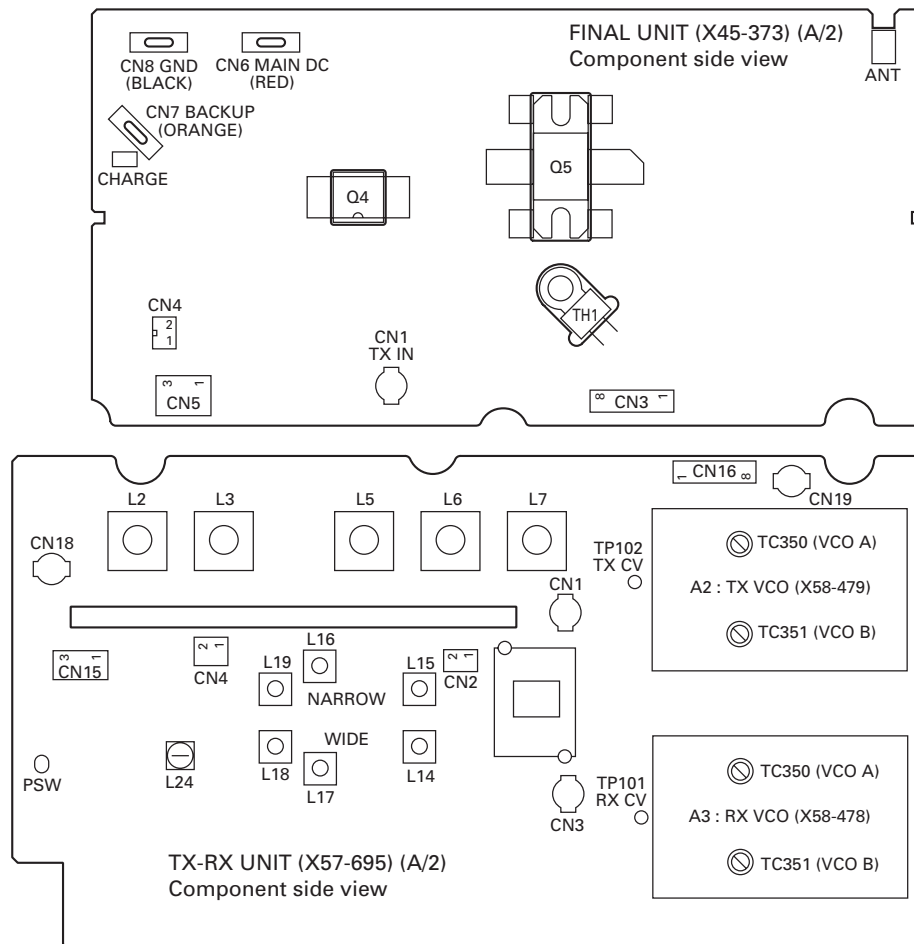 FINAL UNIT (X45-373) (A/2)
Component side view
ANT
CN8 GND
(BLACK)
CN6 MAIN DC
(RED)
CN7 BACKUP
(ORANGE)
CHARGE
Q4
Q5
TH1
CN4
2
1
CN1
TX IN
3 1
CN5
8 CN3 1
1 CN16 8
CN19
L2
L3
L5
L6
L7
CN18
TP102
TX CV
TC350 (VCO A)
A2 : TX VCO (X58-479)
TC351 (VCO B)
CN1
L16
3 1
CN15
2 1
CN4
L19
NARROW
L15
2 1
CN2
WIDE
PSW
L24
L18
L17
L14
CN3
TP101
RX CV
TC350 (VCO A)
A3 : RX VCO (X58-478)
TC351 (VCO B)
TX-RX UNIT (X57-695) (A/2)
Component side view